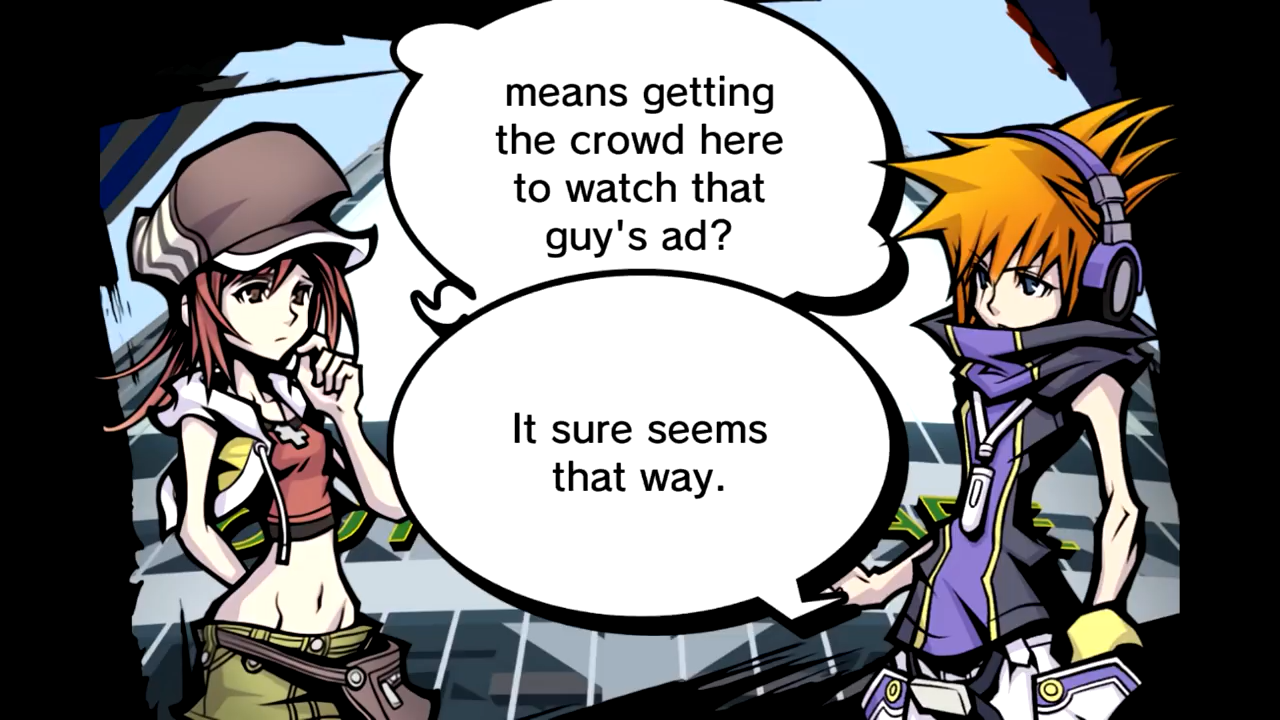 means getting
the crowd here
to watch that
guy's ad?
It sure seems
that way.